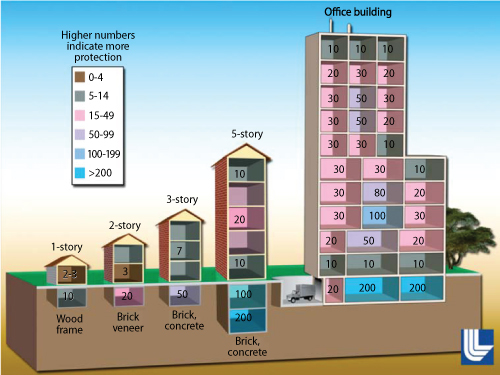 Office building
Higher numbers
indicate more
protection
0-4
5-14
15-49
50-99
100-199
>200
10 10 10
20 30 20
30 50 30
30 50 20
30 30 10
30 30 10
30 80 20
30 100 30
20 50 20
10 10 10
20 200 200
5-story
10
20
10
100
200
Brick,
concrete
3-story
7
50
Brick,
concrete
2-story
3
20
Brick
veneer
1-story
2-3
10
Wood
frame